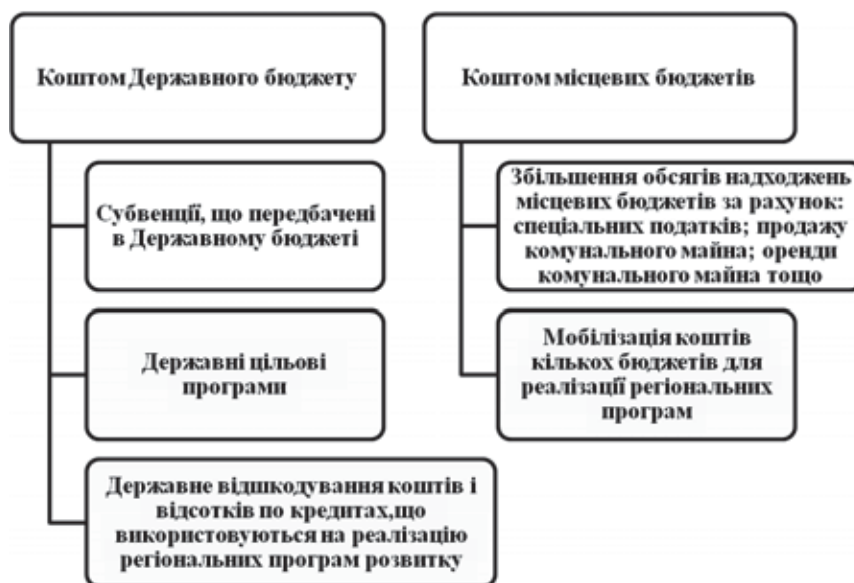 Коштом Державного бюджету
Субвенції, що передбачені
в Державному бюджеті
Державні цільові
програми
Державне відшкодування коштів і
відсотків по кредитах,що
використовуються на реалізацію
регіональних програм розвитку
Коштом місцевих бюджетів
Збільшення обсягів надходжень
місцевих бюджетів за рахунок:
спеціальних податків; продажу
комунального майна; оренди
комунального майна тощо
Мобілізація коштів
кількох бюджетів для
реалізації регіональних
програм